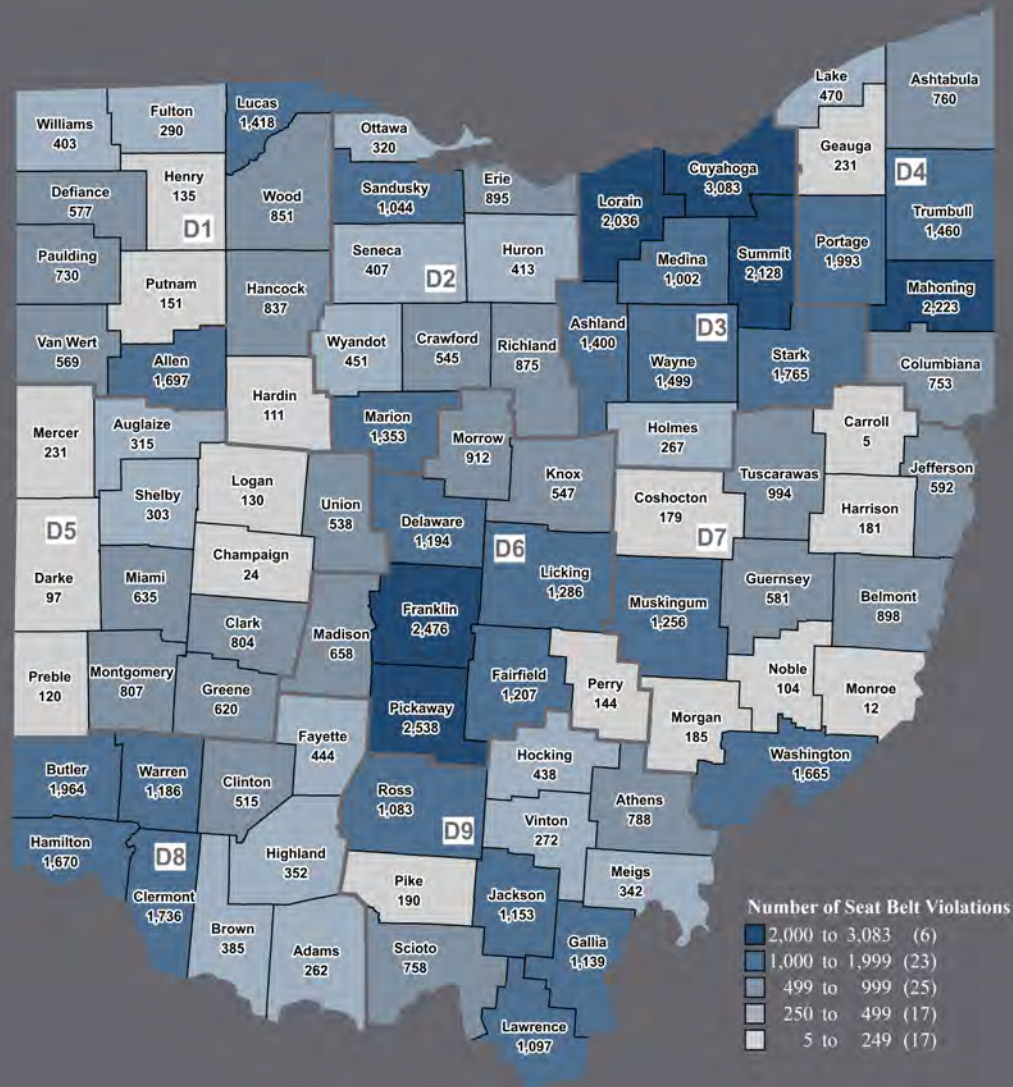 Williams
403
Fulton
290
Lucas
1,418
Ottawa
320
Lake
470
Ashtabula
760
Geauga
231
Henry
135
D1
Defiance
577
Wood
851
Sandusky
1,044
Erie
895
Lorain
2,036
Cuyahoga
3,083
D4
Trumbull
1,460
Paulding
730
Putnam
151
Hancock
837
Seneca
407
D2
Huron
413
Medina
1,002
Summit
2,128
Portage
1,993
Mahoning
2,223
Van Wert
569
Allen
1,697
Wyandot
451
Crawford
545
Richland
875
Ashland
1,400
D3
Wayne
1,499
Stark
1,765
Columbiana
753
Mercer
231
Auglaize
315
Hardin
111
Marion
1,353
Morrow
912
Holmes
267
Carroll
5
Shelby
303
Logan
130
Union
538
Knox
547
Coshocton
179
D7
Tuscarawas
994
Harrison
181
Jefferson
592
D5
Darke
97
Miami
635
Champaign
24
Delaware
1,194
D6
Licking
1,286
Muskingum
1,256
Guernsey
581
Belmont
898
Clark
804
Madison
658
Franklin
2,476
Preble
120
Montgomery
807
Greene
620
Pickaway
2,538
Fairfield
1,207
Perry
144
Morgan
185
Noble
104
Monroe
12
Fayette
444
Hocking
438
Washington
1,665
Butler
1,964
Warren
1,186
Clinton
515
Ross
1,083
D9
Vinton
272
Athens
788
Hamilton
1,670
D8
Clermont
1,736
Highland
352
Pike
190
Jackson
1,153
Meigs
342
Brown
385
Adams
262
Scioto
758
Gallia
1,139
Lawrence
1,097
Number of Seat Belt Violations
2,000 to 3,083 (6)
1,000 to 1,999 (23)
499 to 999 (25)
250 to 499 (17)
5 to 249 (17)